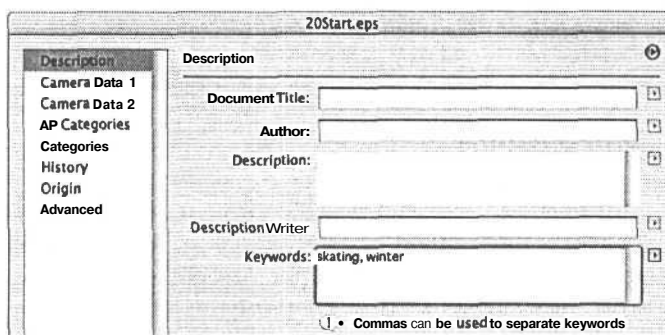 20Start.eps
Description
Camera Data 1
Camera Data 2
AP Categories
Categories
History
Origin
Advanced
Description
Document Title:
Author:
Description:
Description Writer
Keywords: skating, winter
Commas can be used to separate keywords